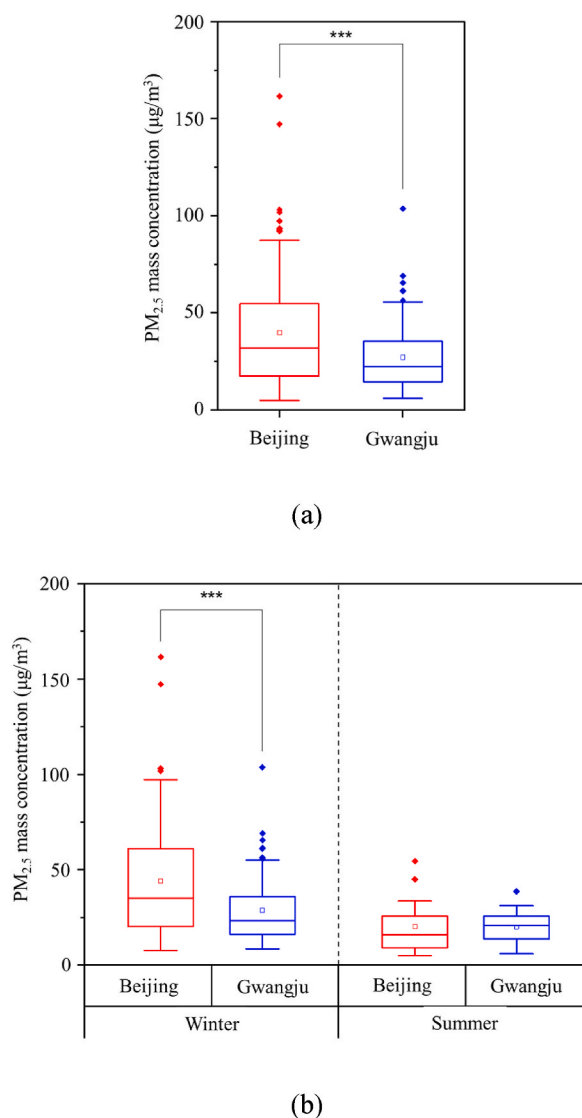 200
***
150
100
50
0
PM2.5 mass concentration (μg/m³)
Beijing Gwangju
(a)
200
***
150
100
50
0
PM2.5 mass concentration (μg/m³)
Beijing Gwangju Beijing Gwangju
Winter Summer
(b)